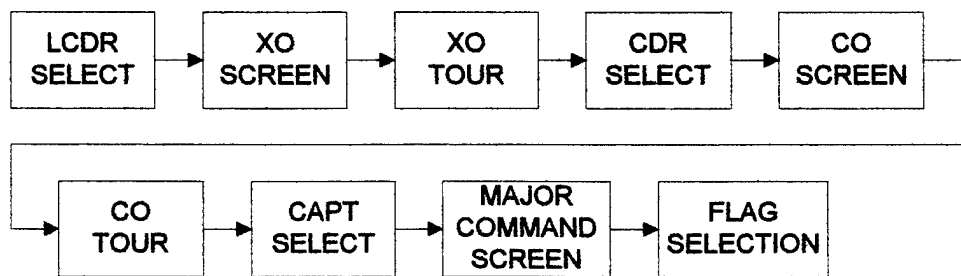 LCDR
SELECT
XO
SCREEN
XO
TOUR
CDR
SELECT
CO
SCREEN
CO
TOUR
CAPT
SELECT
MAJOR
COMMAND
SCREEN
FLAG
SELECTION